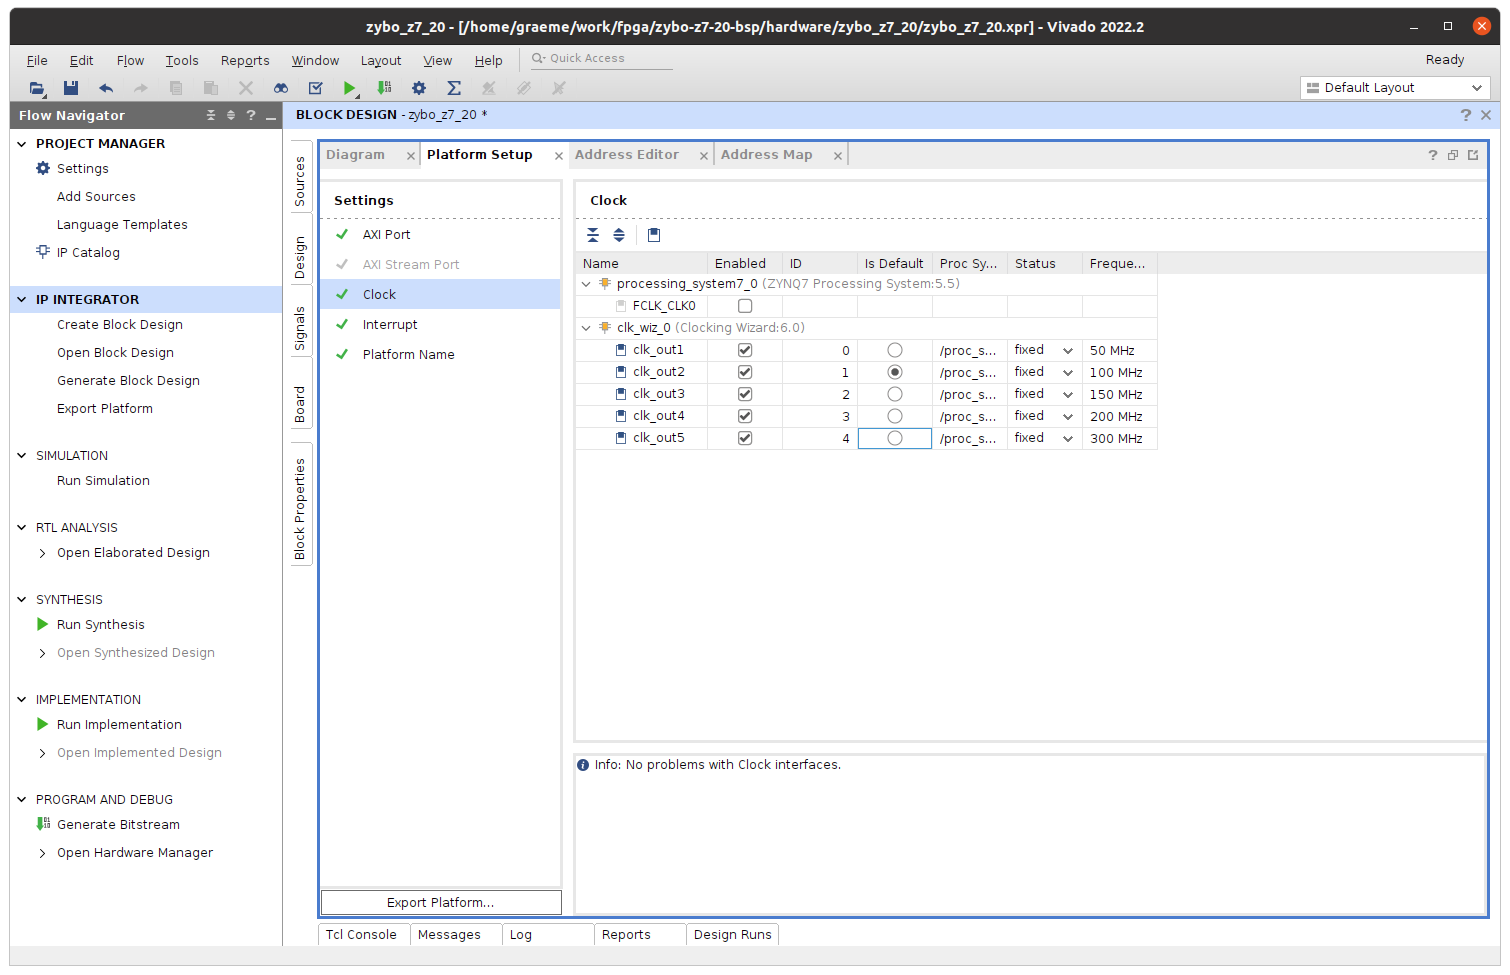 zybo_z7_20 - [/home/graeme/work/fpga/zybo-z7-20-bsp/hardware/zybo_z7_20/zybo_z7_20.xpr] - Vivado 2022.2
File Edit Flow Tools Reports Window Layout View Help Quick Access Ready
Default Layout
Flow Navigator ?
BLOCK DESIGN - zybo_z7_20 * ?
PROJECT MANAGER
Settings
Add Sources
Language Templates
IP Catalog
IP INTEGRATOR
Create Block Design
Open Block Design
Generate Block Design
Export Platform
SIMULATION
Run Simulation
RTL ANALYSIS
Open Elaborated Design
SYNTHESIS
Run Synthesis
Open Synthesized Design
IMPLEMENTATION
Run Implementation
Open Implemented Design
PROGRAM AND DEBUG
Generate Bitstream
Open Hardware Manager
Sources
Design
Signals
Board
Block Properties
Diagram Platform Setup Address Editor Address Map ?
Settings
AXI Port
AXI Stream Port
Clock
Interrupt
Platform Name
Export Platform...
Clock
Name Enabled ID Is Default Proc Sy... Status Freque...
processing_system7_0 (ZYNQ7 Processing System:5.5)
FCLK_CLK0
clk_wiz_0 (Clocking Wizard:6.0)
clk_out1 0 /proc_s... fixed 50 MHz
clk_out2 1 /proc_s... fixed 100 MHz
clk_out3 2 /proc_s... fixed 150 MHz
clk_out4 3 /proc_s... fixed 200 MHz
clk_out5 4 /proc_s... fixed 300 MHz
Info: No problems with Clock interfaces.
Tcl Console Messages Log Reports Design Runs